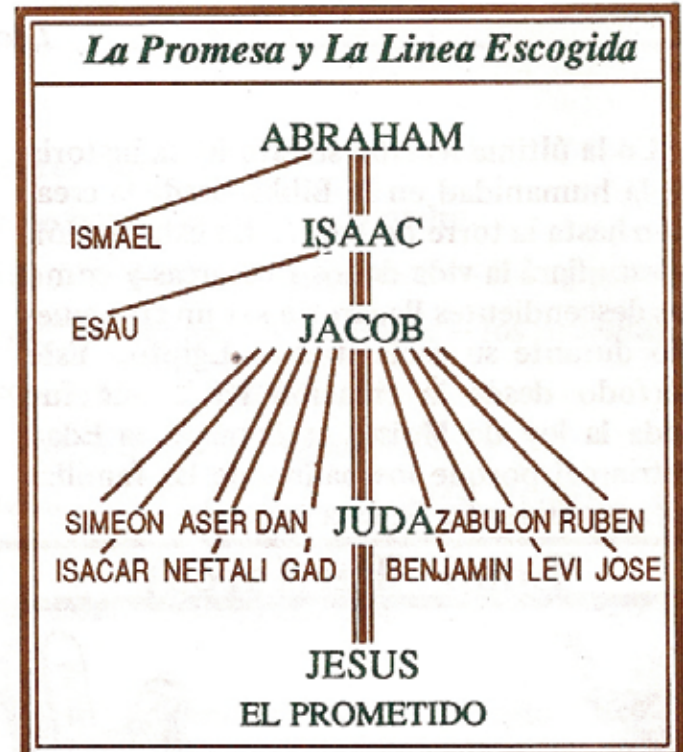 La Promesa y La Linea Escogida
ABRAHAM
ISMAEL ISAAC
ESAU JACOB
SIMEON ASER DAN JUDA ZABULON RUBEN
ISACAR NEFTALI GAD BENJAMIN LEVI JOSE
JESUS
EL PROMETIDO